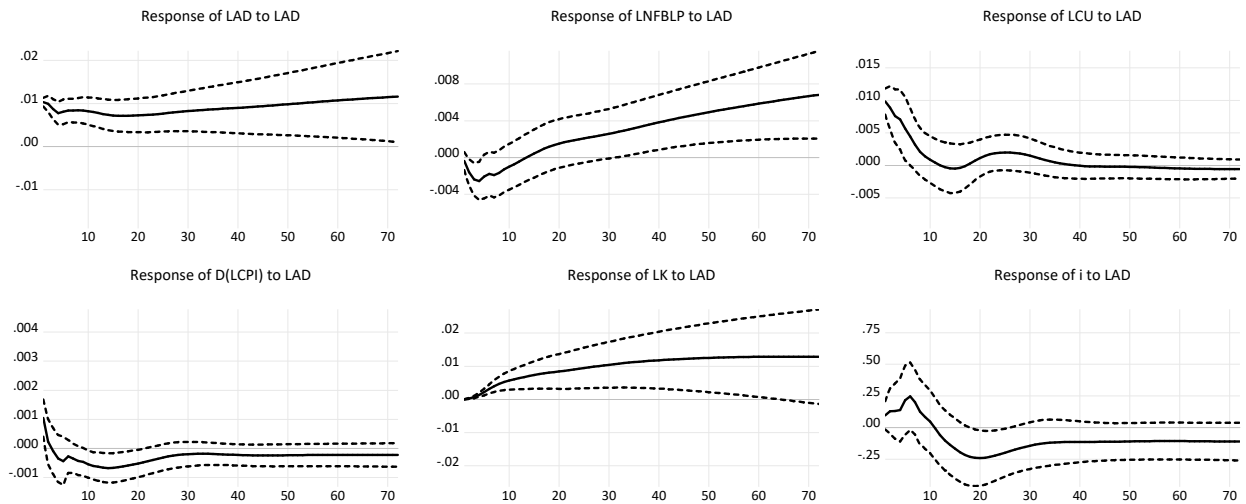 Response of LAD to LAD
.02
.01
.00
-.01
10 20 30 40 50 60 70
Response of LNFBLP to LAD
.008
.004
.000
-.004
10 20 30 40 50 60 70
Response of LCU to LAD
.015
.010
.005
.000
-.005
10 20 30 40 50 60 70
Response of D(LCPI) to LAD
.004
.003
.002
.001
.000
-.001
10 20 30 40 50 60 70
Response of LK to LAD
.02
.01
.00
-.01
-.02
10 20 30 40 50 60 70
Response of i to LAD
.75
.50
.25
.00
-.25
10 20 30 40 50 60 70